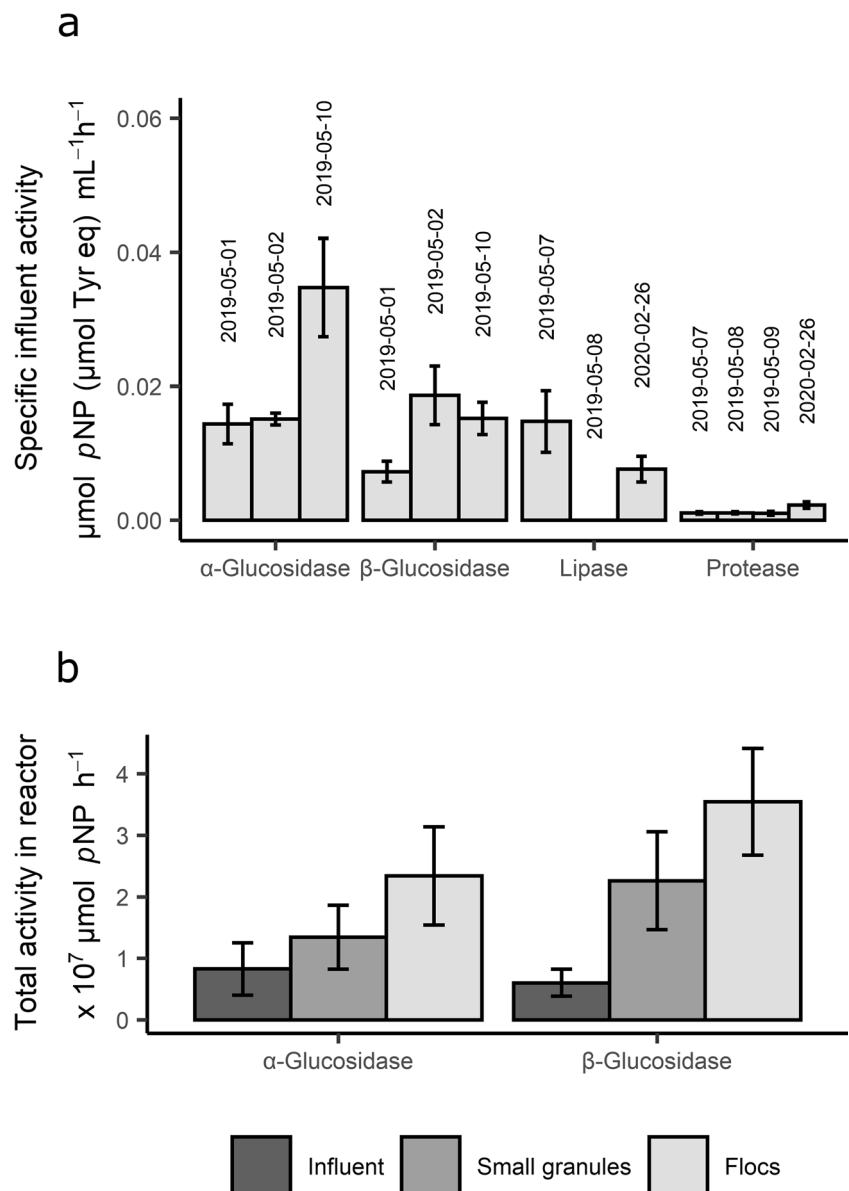 a
Specific influent activity
μmol pNP (μmol Tyr eq) mL⁻¹h⁻¹
0.06
0.04
0.02
0.00
2019-05-01
2019-05-02
2019-05-10
2019-05-01
2019-05-02
2019-05-10
2019-05-07
2019-05-08
2020-02-26
2019-05-07
2019-05-08
2019-05-09
2020-02-26
α-Glucosidase β-Glucosidase Lipase Protease
b
Total activity in reactor
x 10⁷ μmol pNP h⁻¹
4
3
2
1
0
α-Glucosidase β-Glucosidase
Influent Small granules Flocs